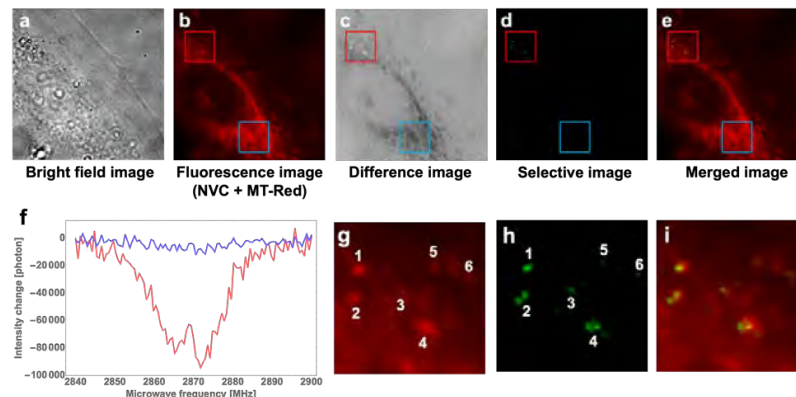 a
b
c
d
e
Bright field image
Fluorescence image
(NVC + MT-Red)
Difference image
Selective image
Merged image
f
Intensity change [photon]
0
−20 000
−40 000
−60 000
−80 000
−100 000
2840
2850
2860
2870
2880
2890
2900
Microwave frequency [MHz]
g
1
2
3
4
5
6
h
1
2
3
4
5
6
i